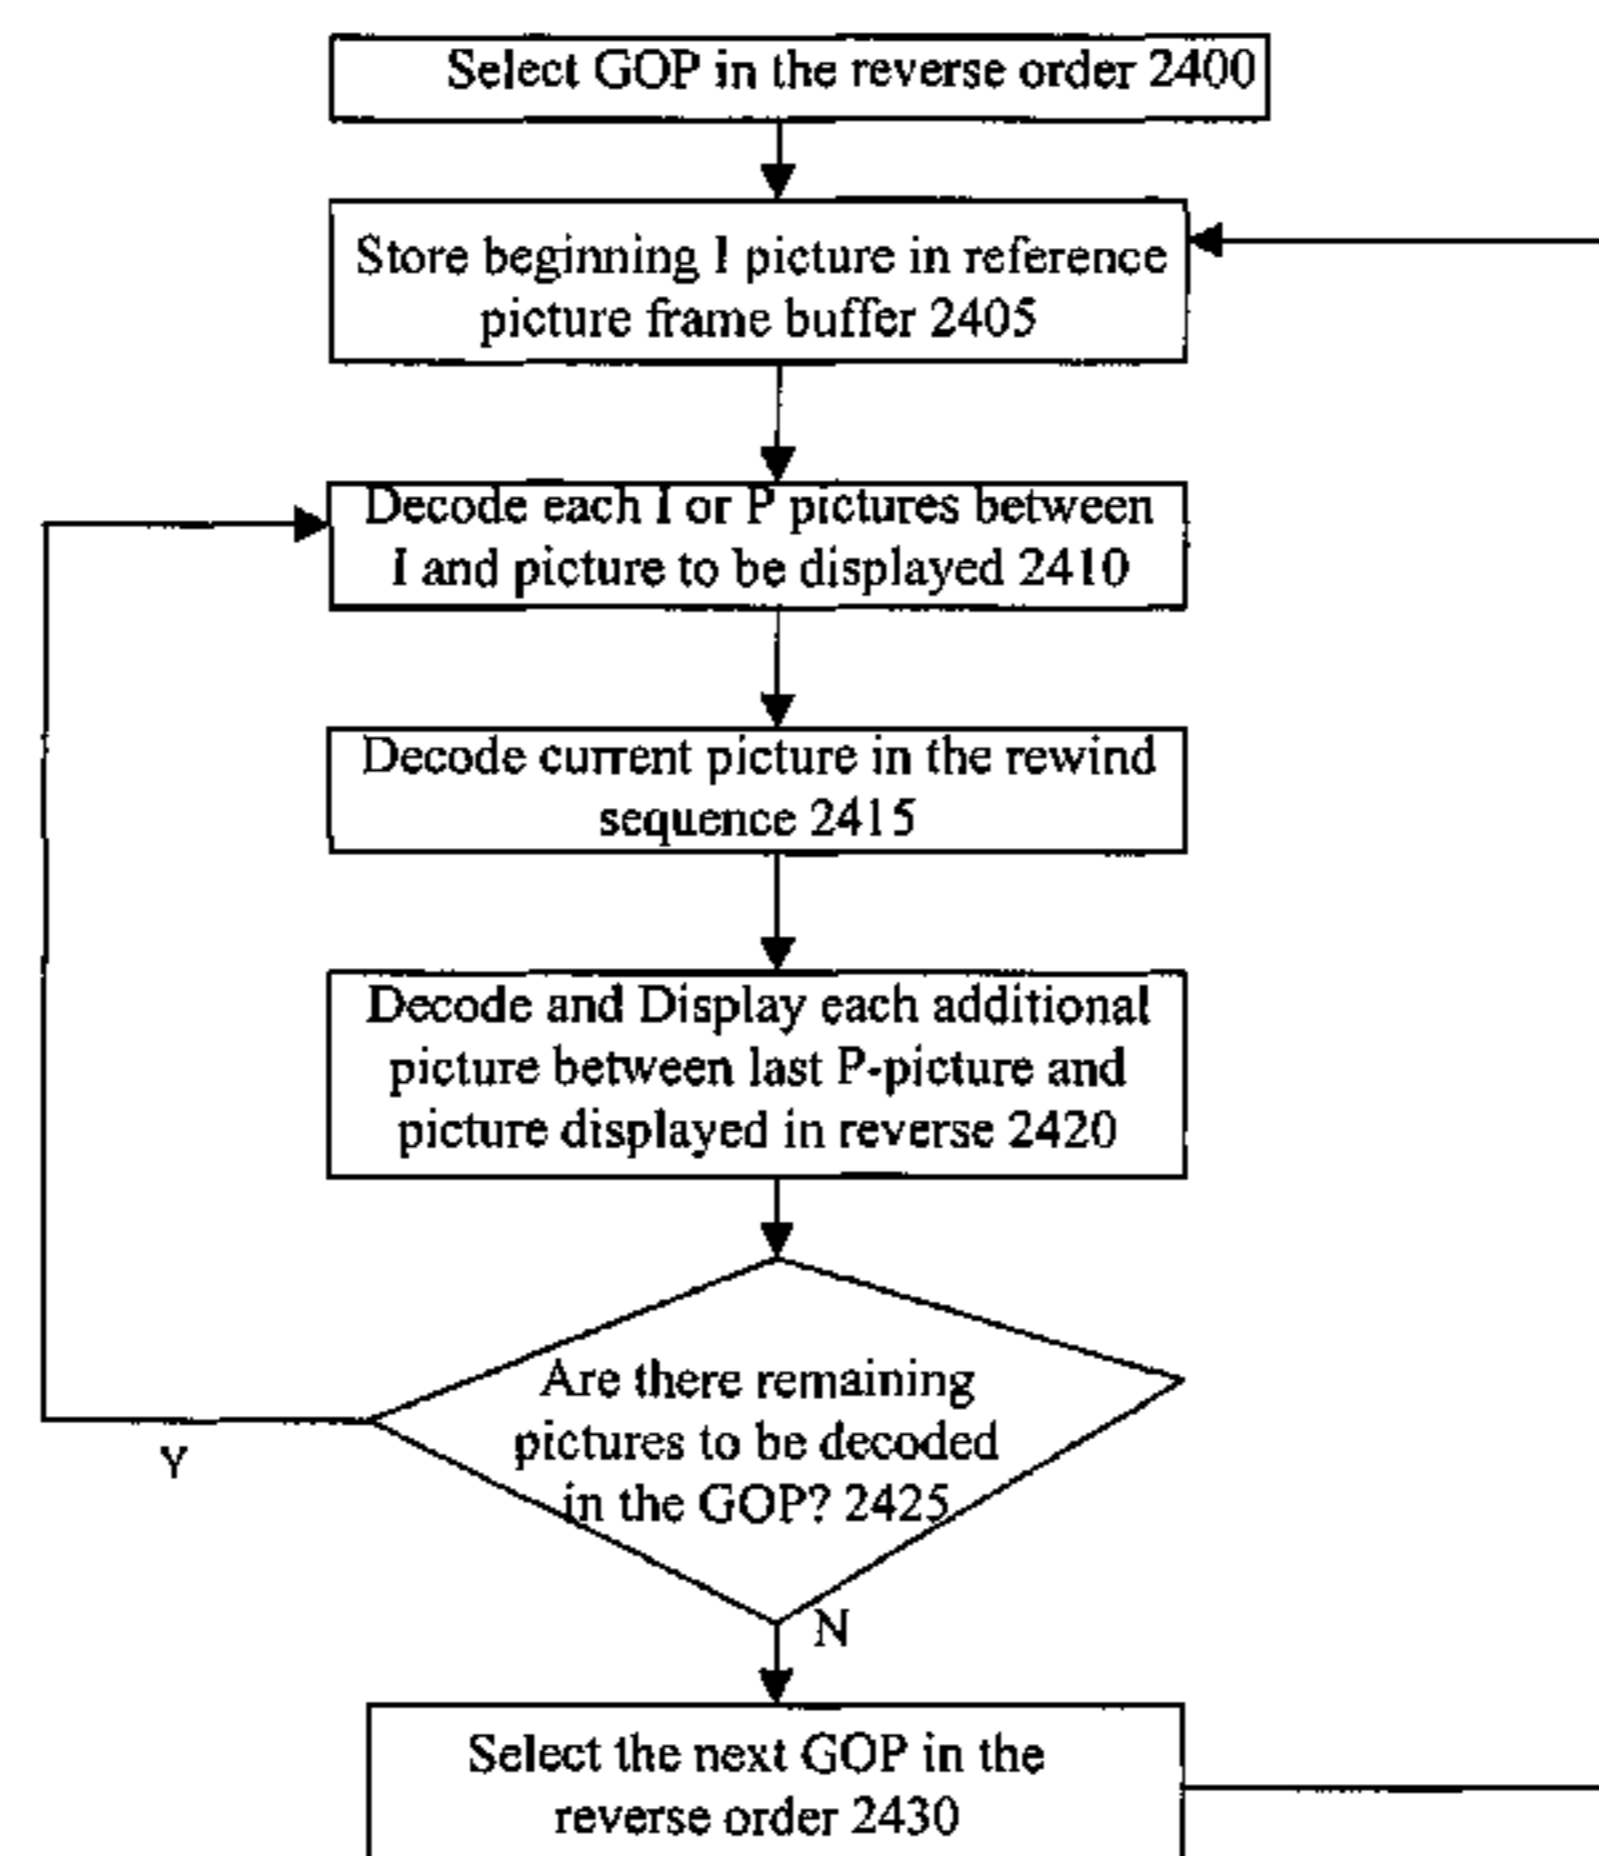 Select GOP in the reverse order 2400
Store beginning I picture in reference
picture frame buffer 2405
Decode each I or P pictures between
I and picture to be displayed 2410
Decode current picture in the rewind
sequence 2415
Decode and Display each additional
picture between last P-picture and
picture displayed in reverse 2420
Are there remaining
pictures to be decoded
in the GOP? 2425
Y
N
Select the next GOP in the
reverse order 2430